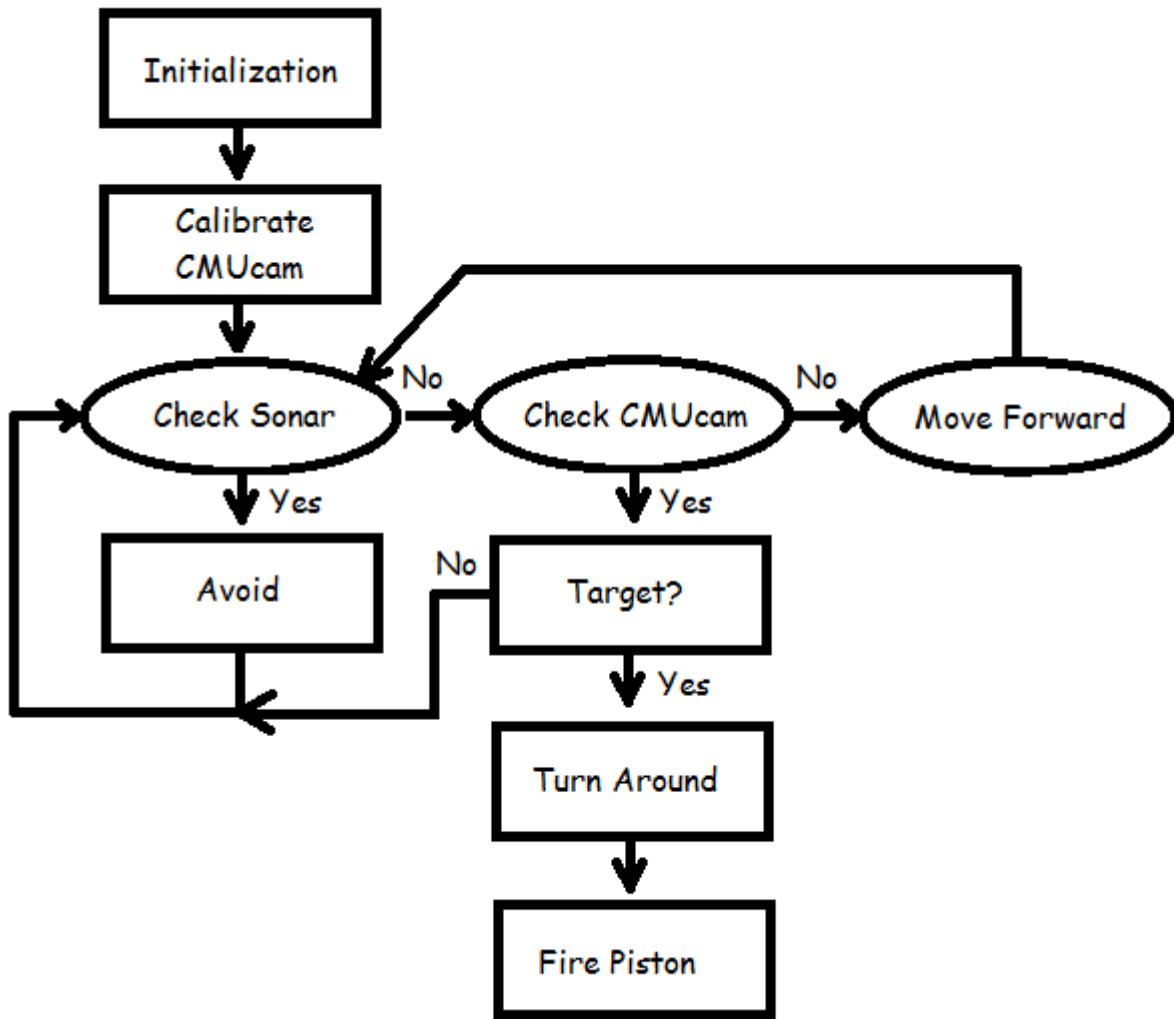 Initialization
Calibrate
CMUcam
Check Sonar
No
Check CMUcam
No
Move Forward
Yes
Yes
Avoid
No
Target?
Yes
Turn Around
Fire Piston